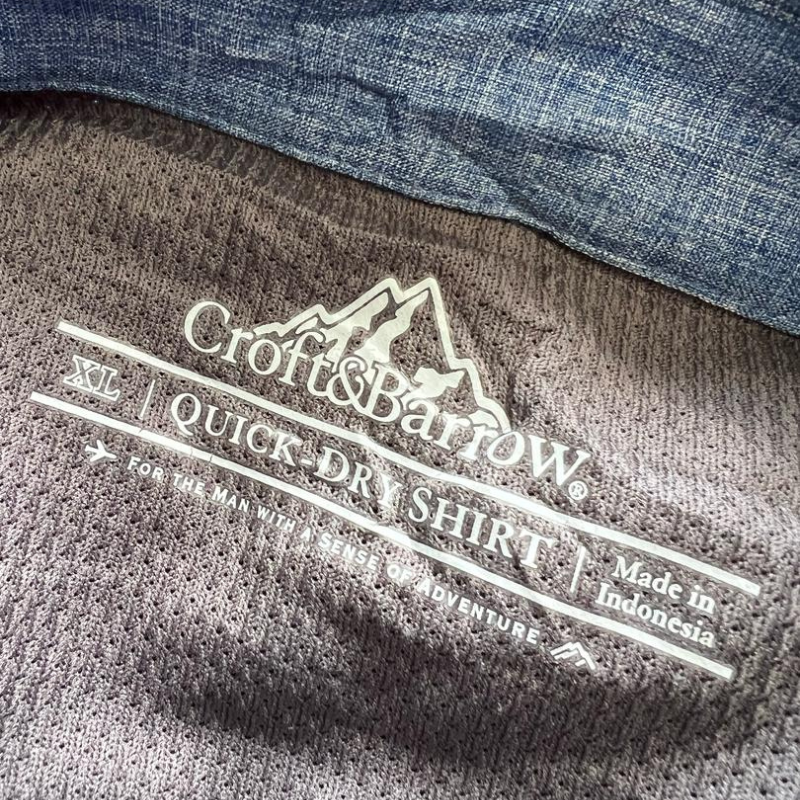 Croft&Barrow®
XL | QUICK-DRY SHIRT | Made in
Indonesia
FOR THE MAN WITH A SENSE OF ADVENTURE